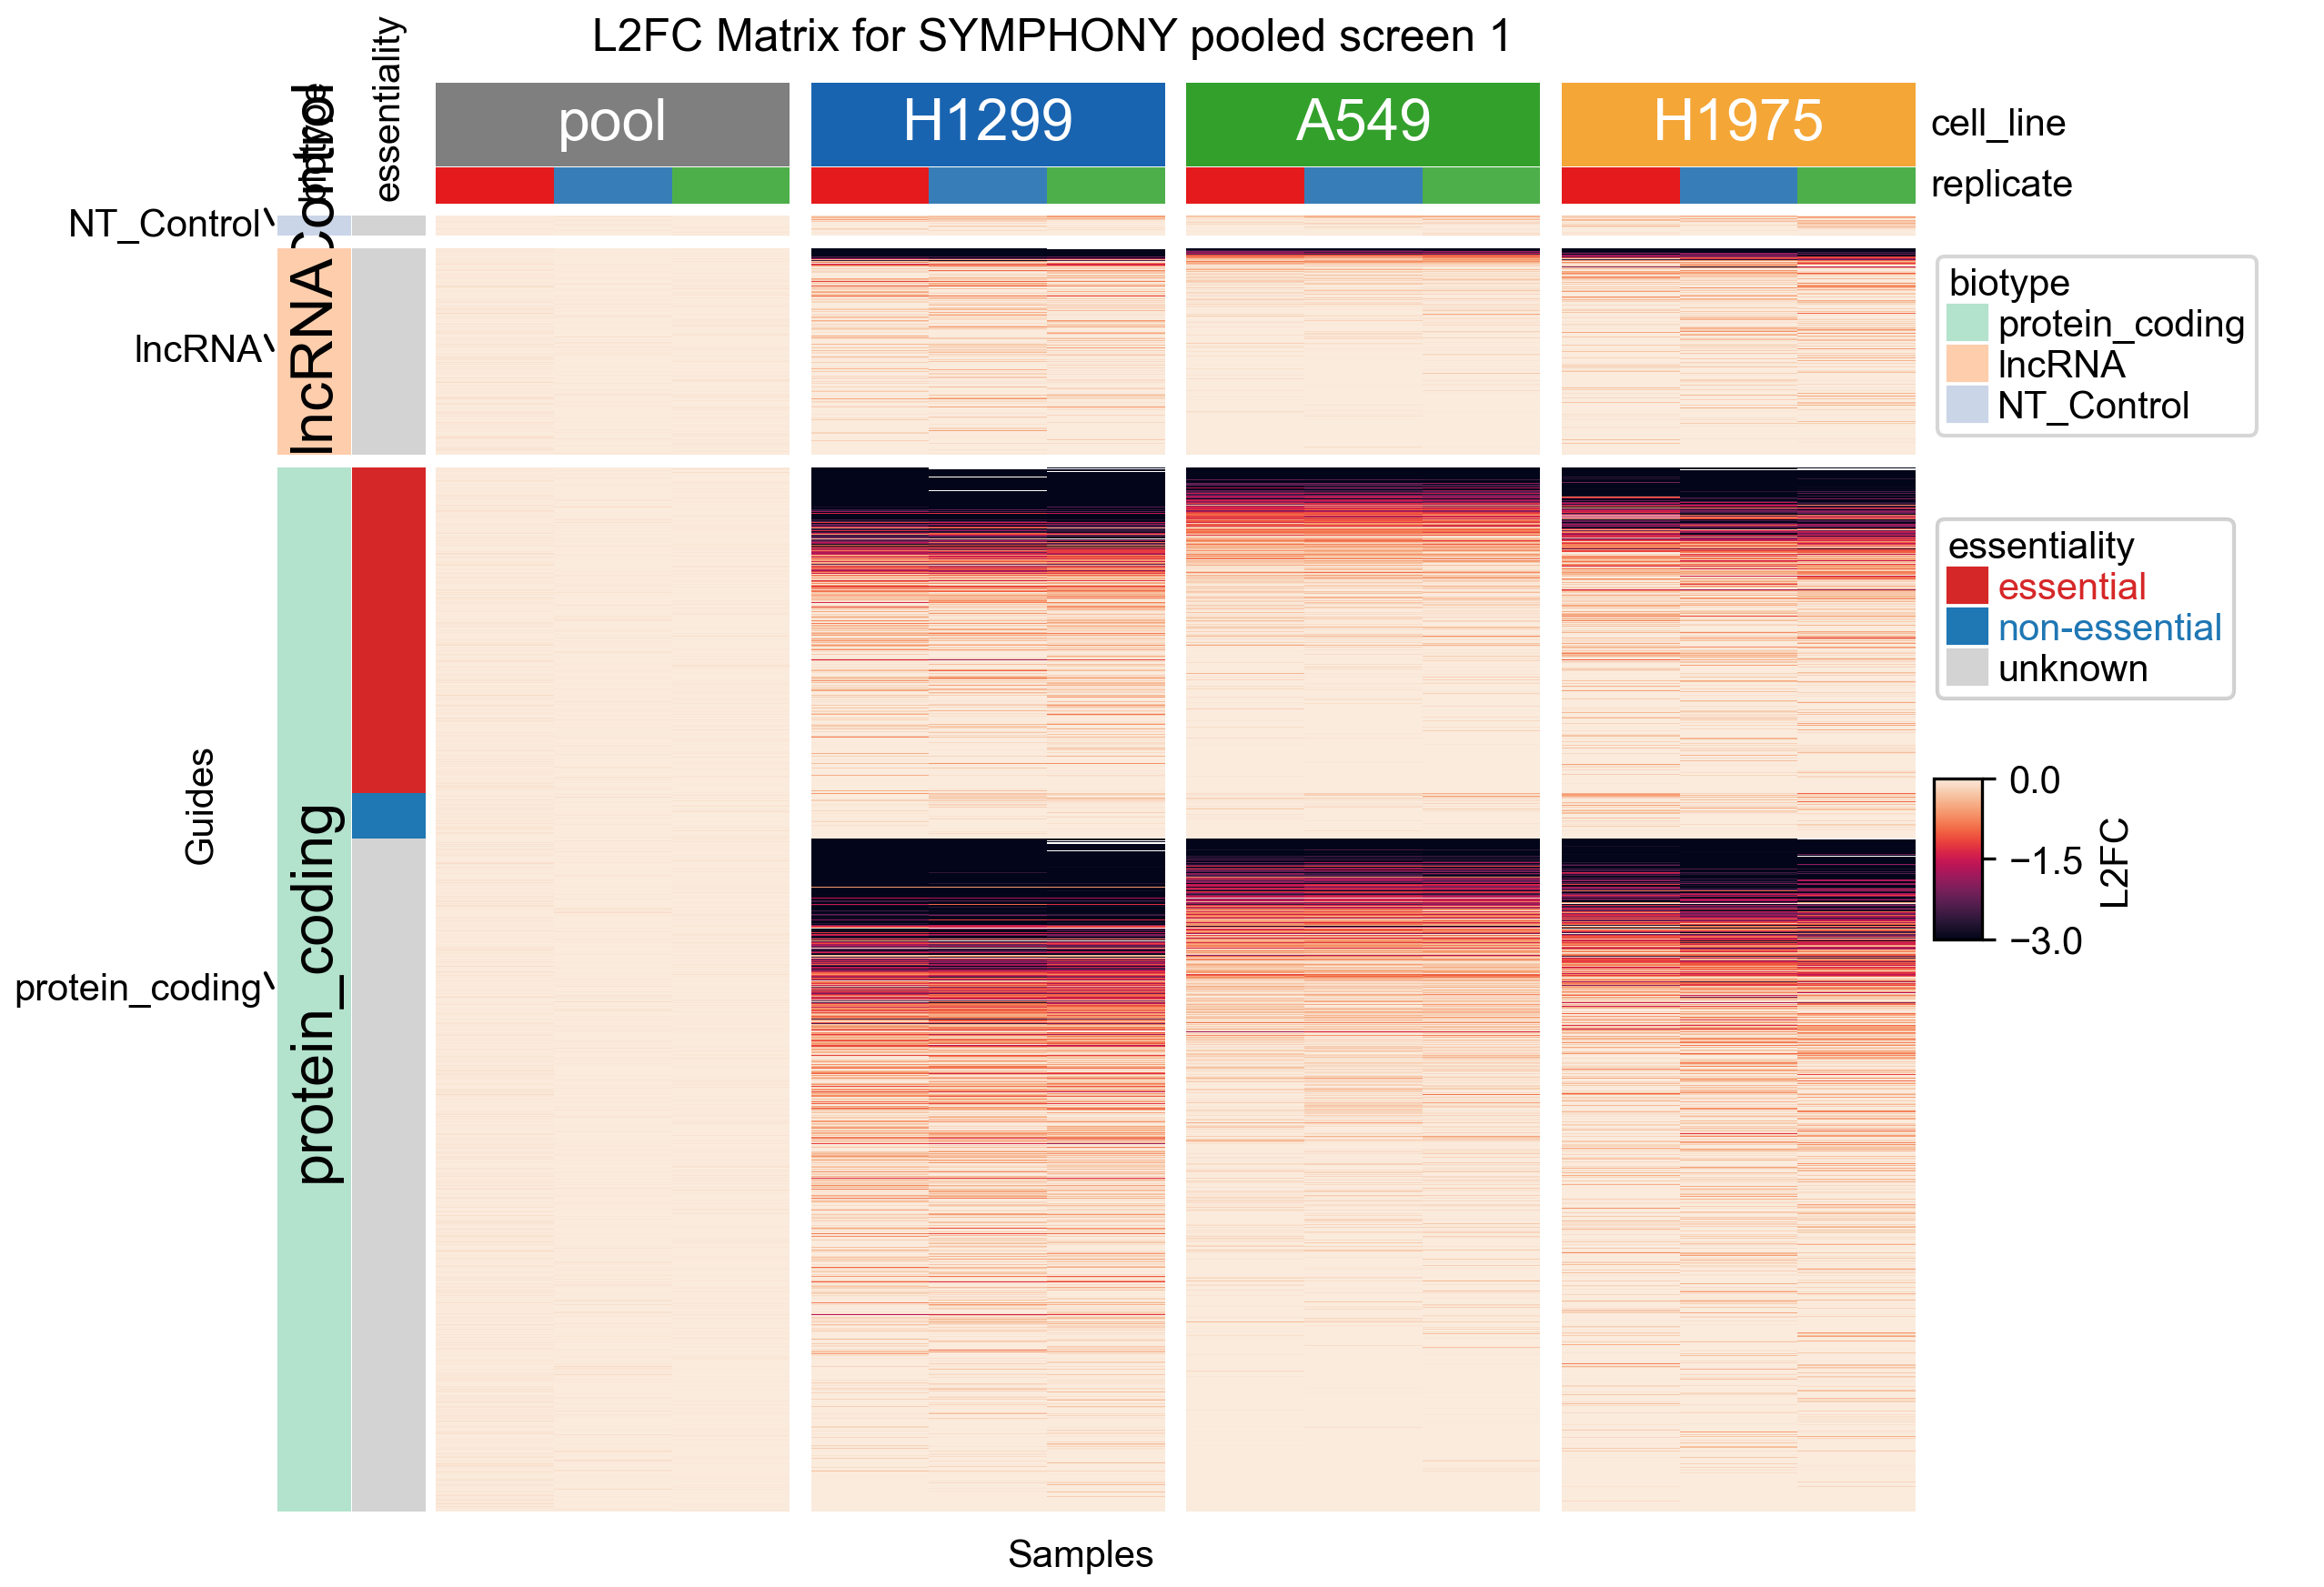 L2FC Matrix for SYMPHONY pooled screen 1
essentiality
biotype
pool
H1299
A549
H1975
cell_line
replicate
NT_Control
lncRNA
lncRNA
protein_coding
protein_coding
Guides
Samples
biotype
protein_coding
lncRNA
NT_Control
essentiality
essential
non-essential
unknown
0.0
−1.5
−3.0
L2FC